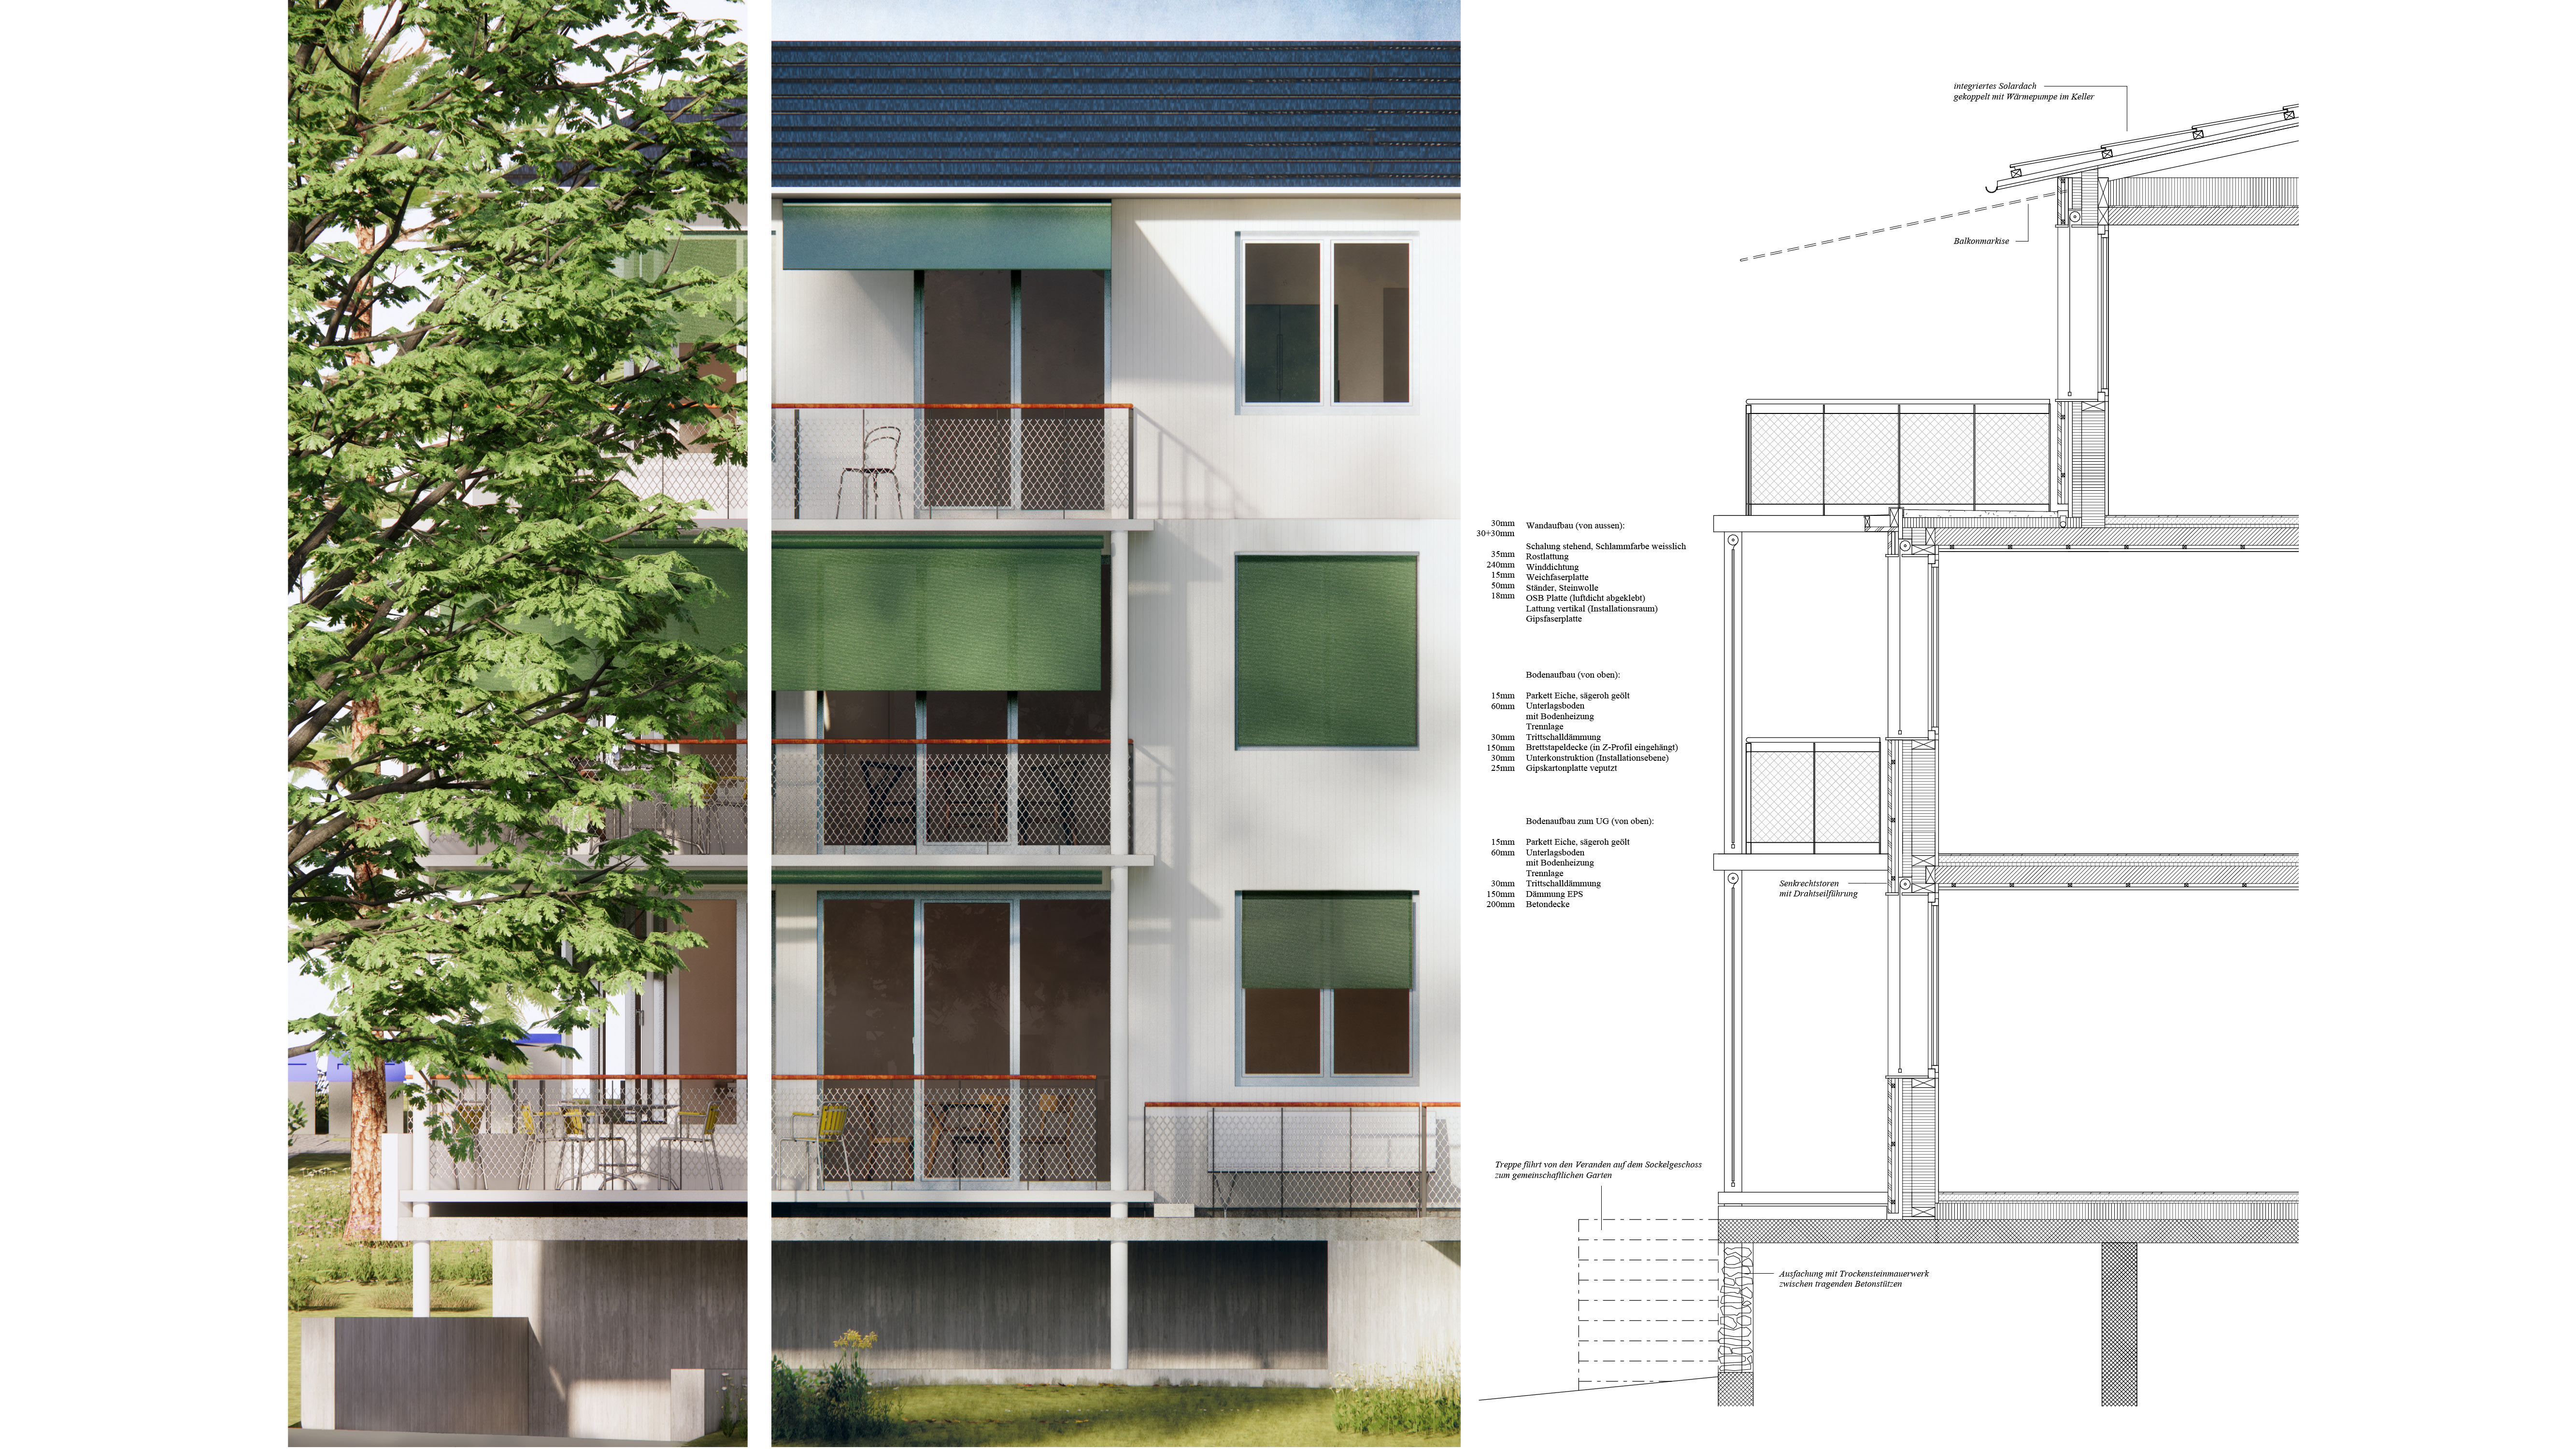 integriertes Solardach
gekoppelt mit Wärmepumpe im Keller
Balkonmarkise
30mm Wandaufbau (von aussen):
30+30mm
Schalung stehend, Schlammfarbe weisslich
35mm Rostlattung
240mm Winddichtung
15mm Weichfaserplatte
50mm Ständer, Steinwolle
18mm OSB Platte (luftdicht abgeklebt)
Lattung vertikal (Installationsraum)
Gipsfaserplatte
Bodenaufbau (von oben):
15mm Parkett Eiche, sägeroh geölt
60mm Unterlagsboden
mit Bodenheizung
Trennlage
30mm Trittschalldämmung
150mm Brettstapeldecke (in Z-Profil eingehängt)
30mm Unterkonstruktion (Installationsebene)
25mm Gipskartonplatte veputzt
Bodenaufbau zum UG (von oben):
15mm Parkett Eiche, sägeroh geölt
60mm Unterlagsboden
mit Bodenheizung
Trennlage
30mm Trittschalldämmung
150mm Dämmung EPS
200mm Betondecke
Senkrechtstoren
mit Drahtseilführung
Treppe führt von den Veranden auf dem Sockelgeschoss
zum gemeinschaftlichen Garten
Ausfachung mit Trockensteinmauerwerk
zwischen tragenden Betonstützen